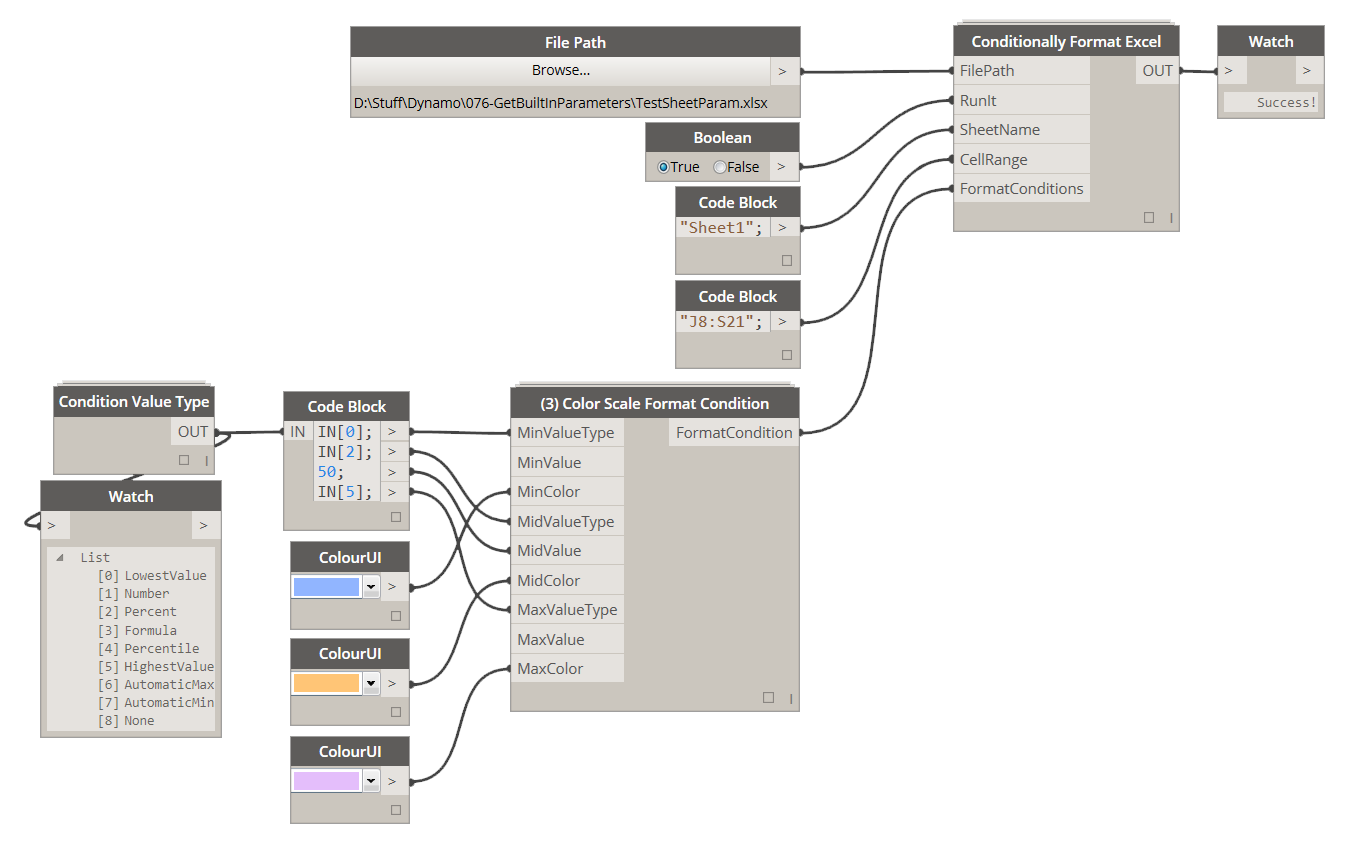 File Path
Browse...
>
D:\Stuff\Dynamo\076-GetBuiltInParameters\TestSheetParam.xlsx
Boolean
True
False
>
Code Block
"Sheet1";
>
Code Block
"J8:S21";
>
Conditionally Format Excel
FilePath
OUT
RunIt
SheetName
CellRange
FormatConditions
Watch
> >
Success!
Condition Value Type
OUT
Watch
> >
List
[0] LowestValue
[1] Number
[2] Percent
[3] Formula
[4] Percentile
[5] HighestValue
[6] AutomaticMax
[7] AutomaticMin
[8] None
Code Block
IN IN[0]; >
IN[2]; >
50; >
IN[5]; >
ColourUI
>
ColourUI
>
ColourUI
>
(3) Color Scale Format Condition
MinValueType
FormatCondition
MinValue
MinColor
MidValueType
MidValue
MidColor
MaxValueType
MaxValue
MaxColor